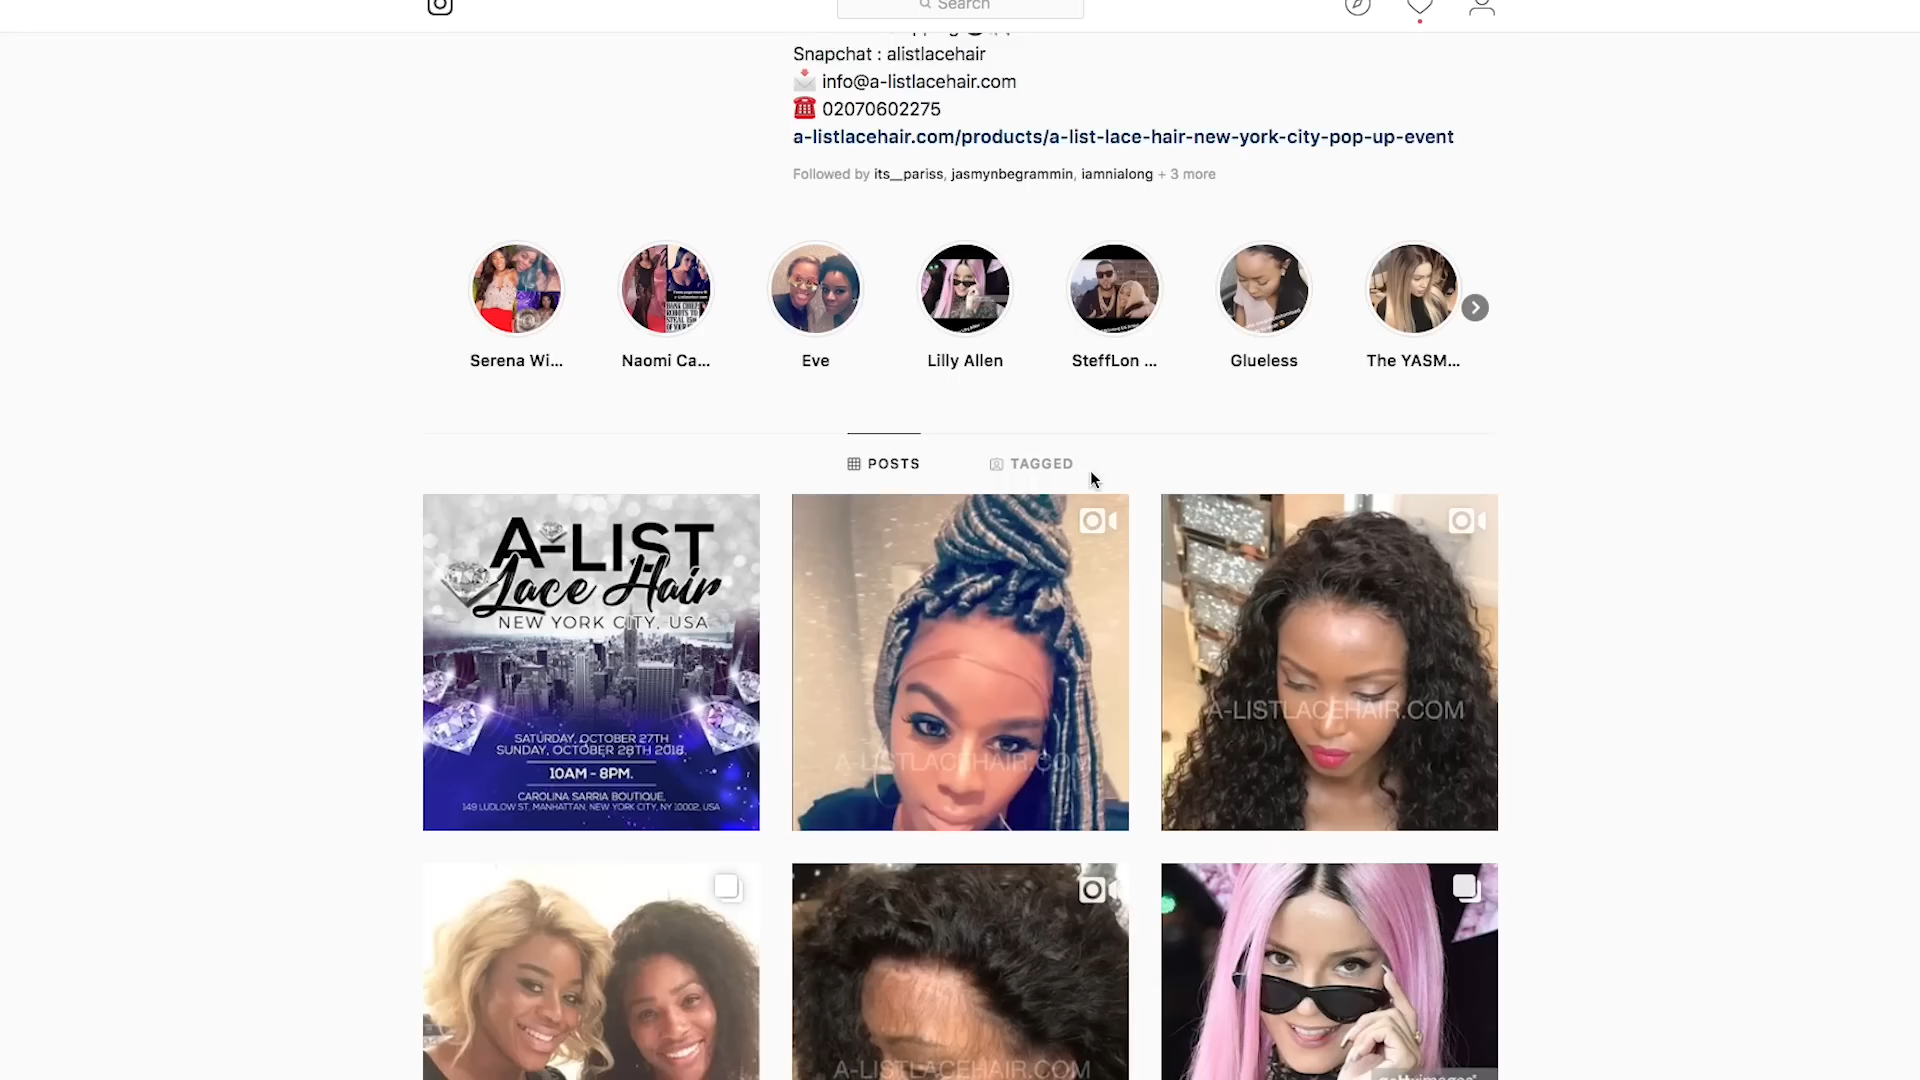 Search
Snapchat : alistlacehair
info@a-listlacehair.com
02070602275
a-listlacehair.com/products/a-list-lace-hair-new-york-city-pop-up-event
Followed by its__pariss, jasmynbegrammin, iamnialong + 3 more
Serena Wi...
Naomi Ca...
Eve
Lilly Allen
SteffLon ...
Glueless
The YASM...
POSTS
TAGGED
A-LIST
Lace Hair
NEW YORK CITY, USA
SATURDAY, OCTOBER 27TH
SUNDAY, OCTOBER 28TH 2018.
10AM - 8PM.
CAROLINA SARRIA BOUTIQUE,
149 LUDLOW ST, MANHATTAN, NEW YORK CITY, NY 10002, USA
A-LISTLACEHAIR.COM
A-LISTLACEHAIR.COM
A-LISTLACEHAIR.COM
gettyimages